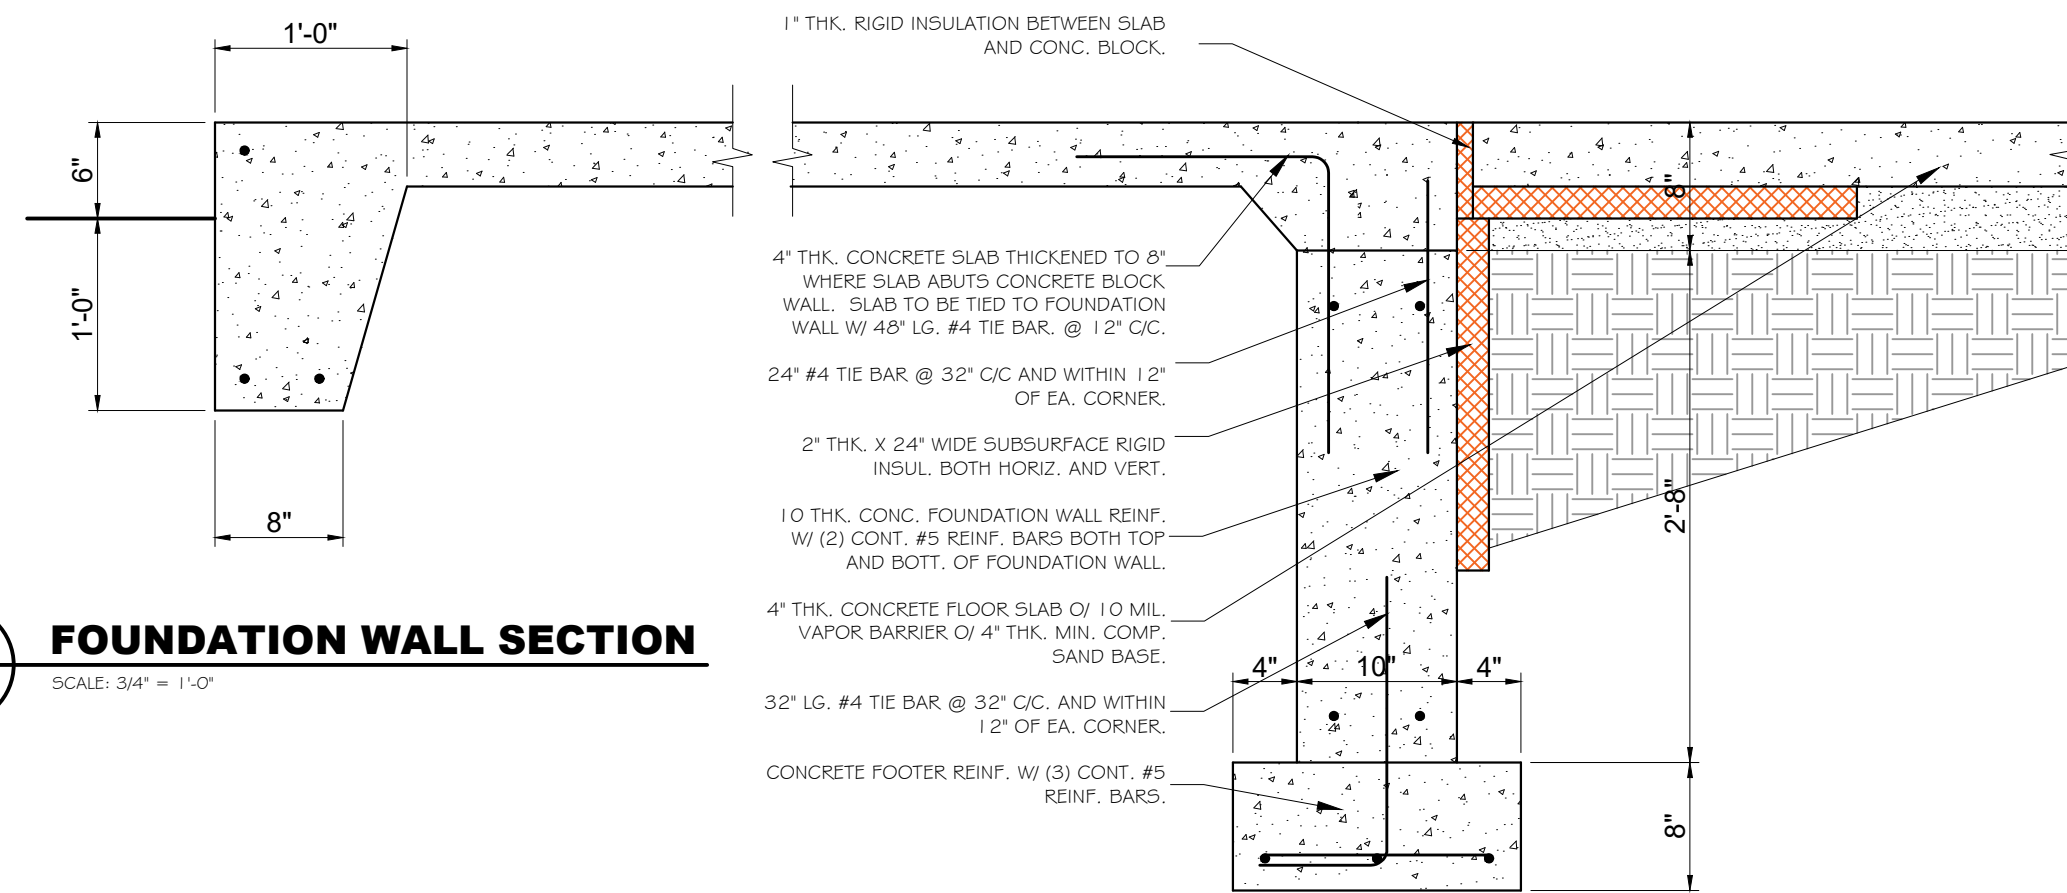 1'-0"
6"
1'-0"
8"
FOUNDATION WALL SECTION
SCALE: 3/4" = 1'-0"
1" THK. RIGID INSULATION BETWEEN SLAB
AND CONC. BLOCK.
4" THK. CONCRETE SLAB THICKENED TO 8"
WHERE SLAB ABUTS CONCRETE BLOCK
WALL. SLAB TO BE TIED TO FOUNDATION
WALL W/ 48" LG. #4 TIE BAR. @ 12" C/C.
24" #4 TIE BAR @ 32" C/C AND WITHIN 12"
OF EA. CORNER.
2" THK. X 24" WIDE SUBSURFACE RIGID
INSUL. BOTH HORIZ. AND VERT.
10 THK. CONC. FOUNDATION WALL REINF.
W/ (2) CONT. #5 REINF. BARS BOTH TOP
AND BOTT. OF FOUNDATION WALL.
4" THK. CONCRETE FLOOR SLAB O/ 10 MIL.
VAPOR BARRIER O/ 4" THK. MIN. COMP.
SAND BASE.
32" LG. #4 TIE BAR @ 32" C/C. AND WITHIN
12" OF EA. CORNER.
CONCRETE FOOTER REINF. W/ (3) CONT. #5
REINF. BARS.
4"
10"
4"
8"
2'-8"
8"